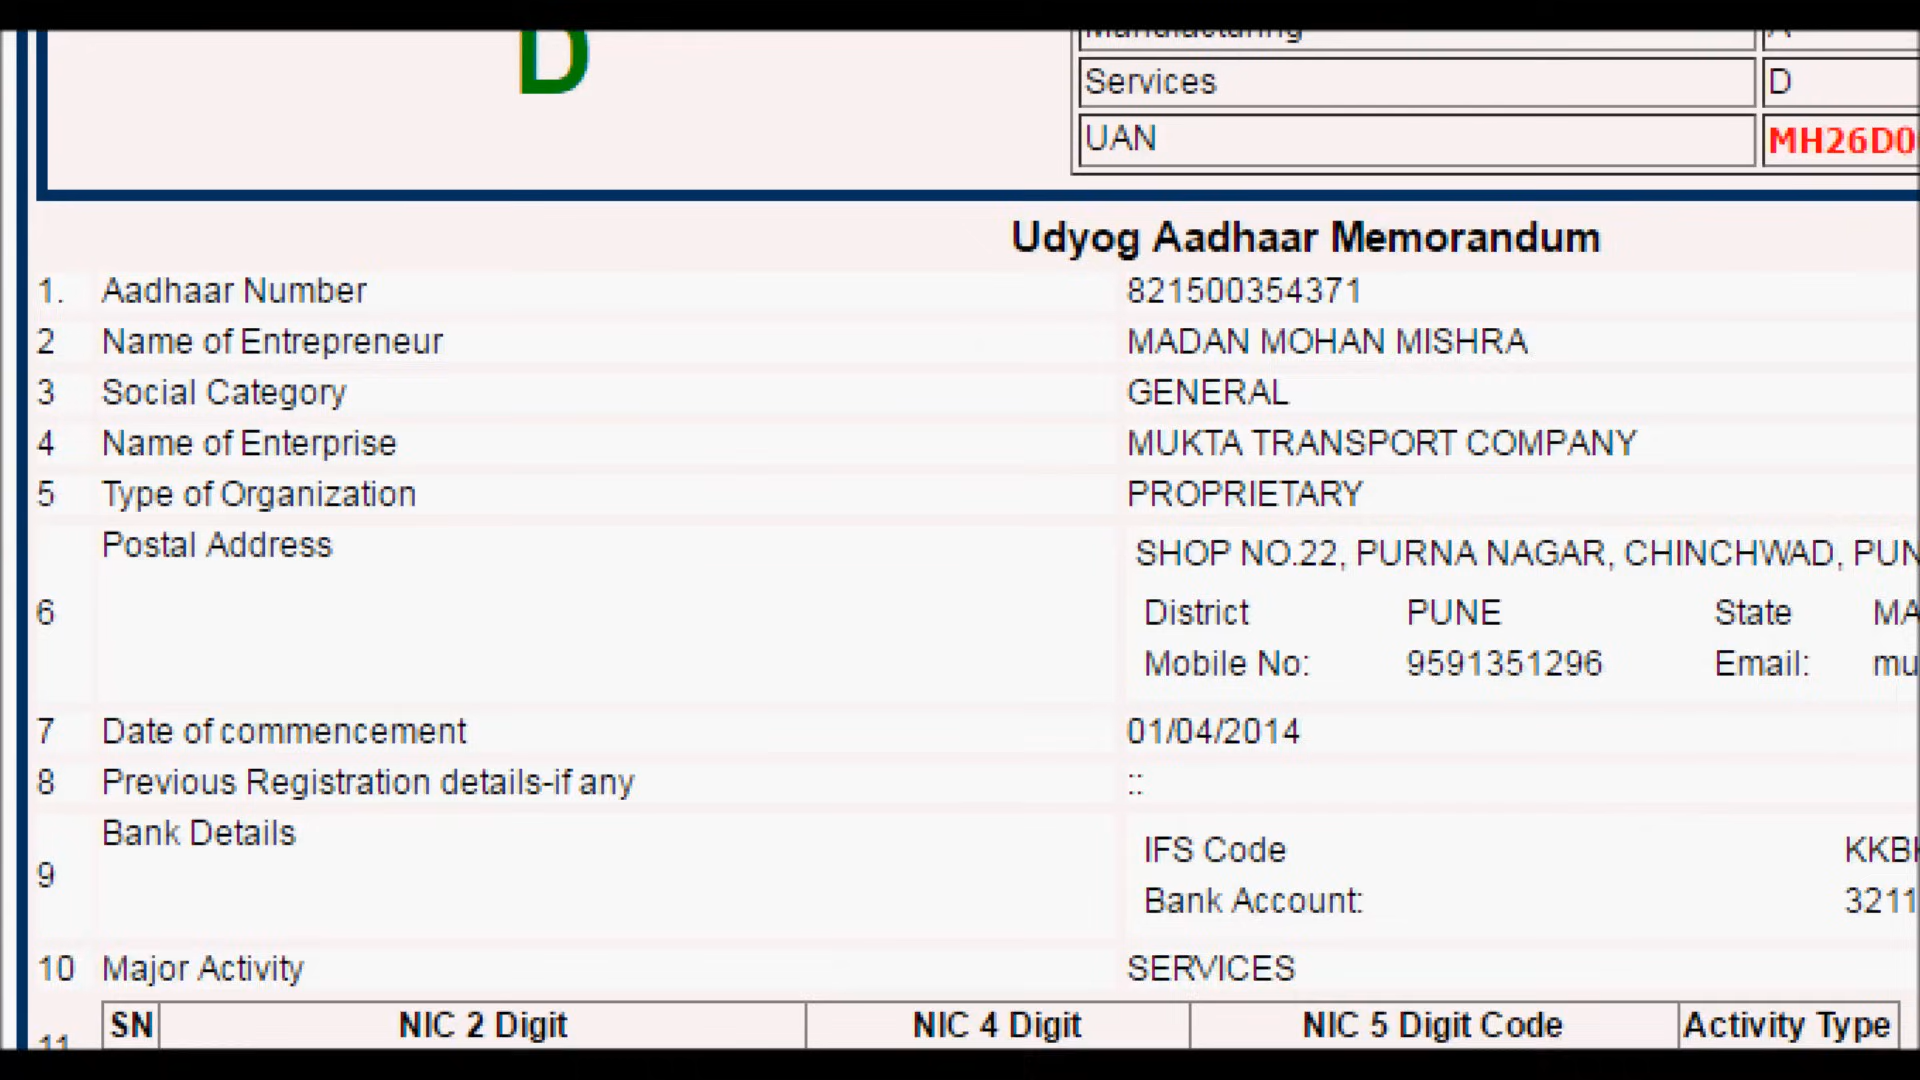 D
Manufacturing A
Services D
UAN MH26D0
Udyog Aadhaar Memorandum
1. Aadhaar Number 821500354371
2 Name of Entrepreneur MADAN MOHAN MISHRA
3 Social Category GENERAL
4 Name of Enterprise MUKTA TRANSPORT COMPANY
5 Type of Organization PROPRIETARY
Postal Address SHOP NO.22, PURNA NAGAR, CHINCHWAD, PUN
6 District PUNE State MA
Mobile No: 9591351296 Email: mu
7 Date of commencement 01/04/2014
8 Previous Registration details-if any ::
Bank Details IFS Code KKB
9 Bank Account: 3211
10 Major Activity SERVICES
11 SN NIC 2 Digit NIC 4 Digit NIC 5 Digit Code Activity Type